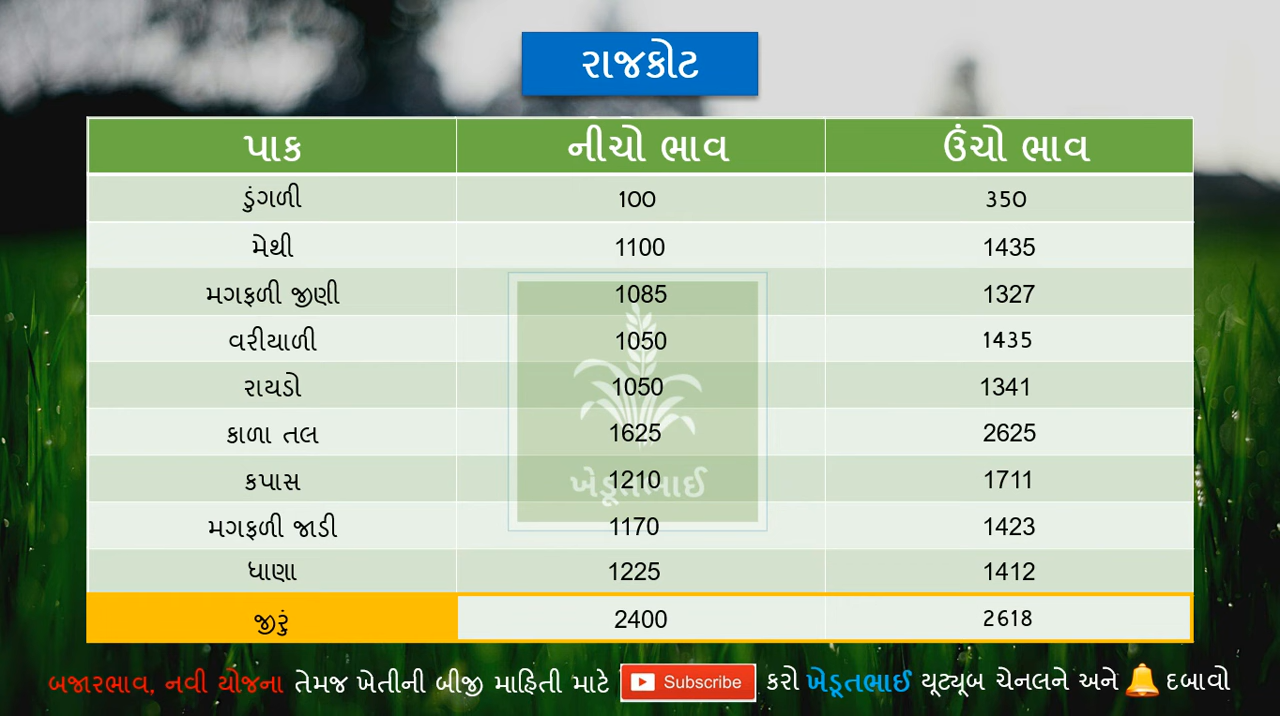 રાજકોટ
પાક નીચો ભાવ ઉંચો ભાવ
ડુંગળી 100 350
મેથી 1100 1435
મગફળી જીણી 1085 1327
વરીયાળી 1050 1435
રાયડો 1050 1341
કાળા તલ 1625 2625
કપાસ 1210 1711
ખેડૂતભાઈ
મગફળી જાડી 1170 1423
ધાણા 1225 1412
જીરું 2400 2618
બજારભાવ, નવી યોજના તેમજ ખેતીની બીજી માહિતી માટે Subscribe કરો ખેડૂતભાઈ યૂટ્યૂબ ચેનલને અને દબાવો